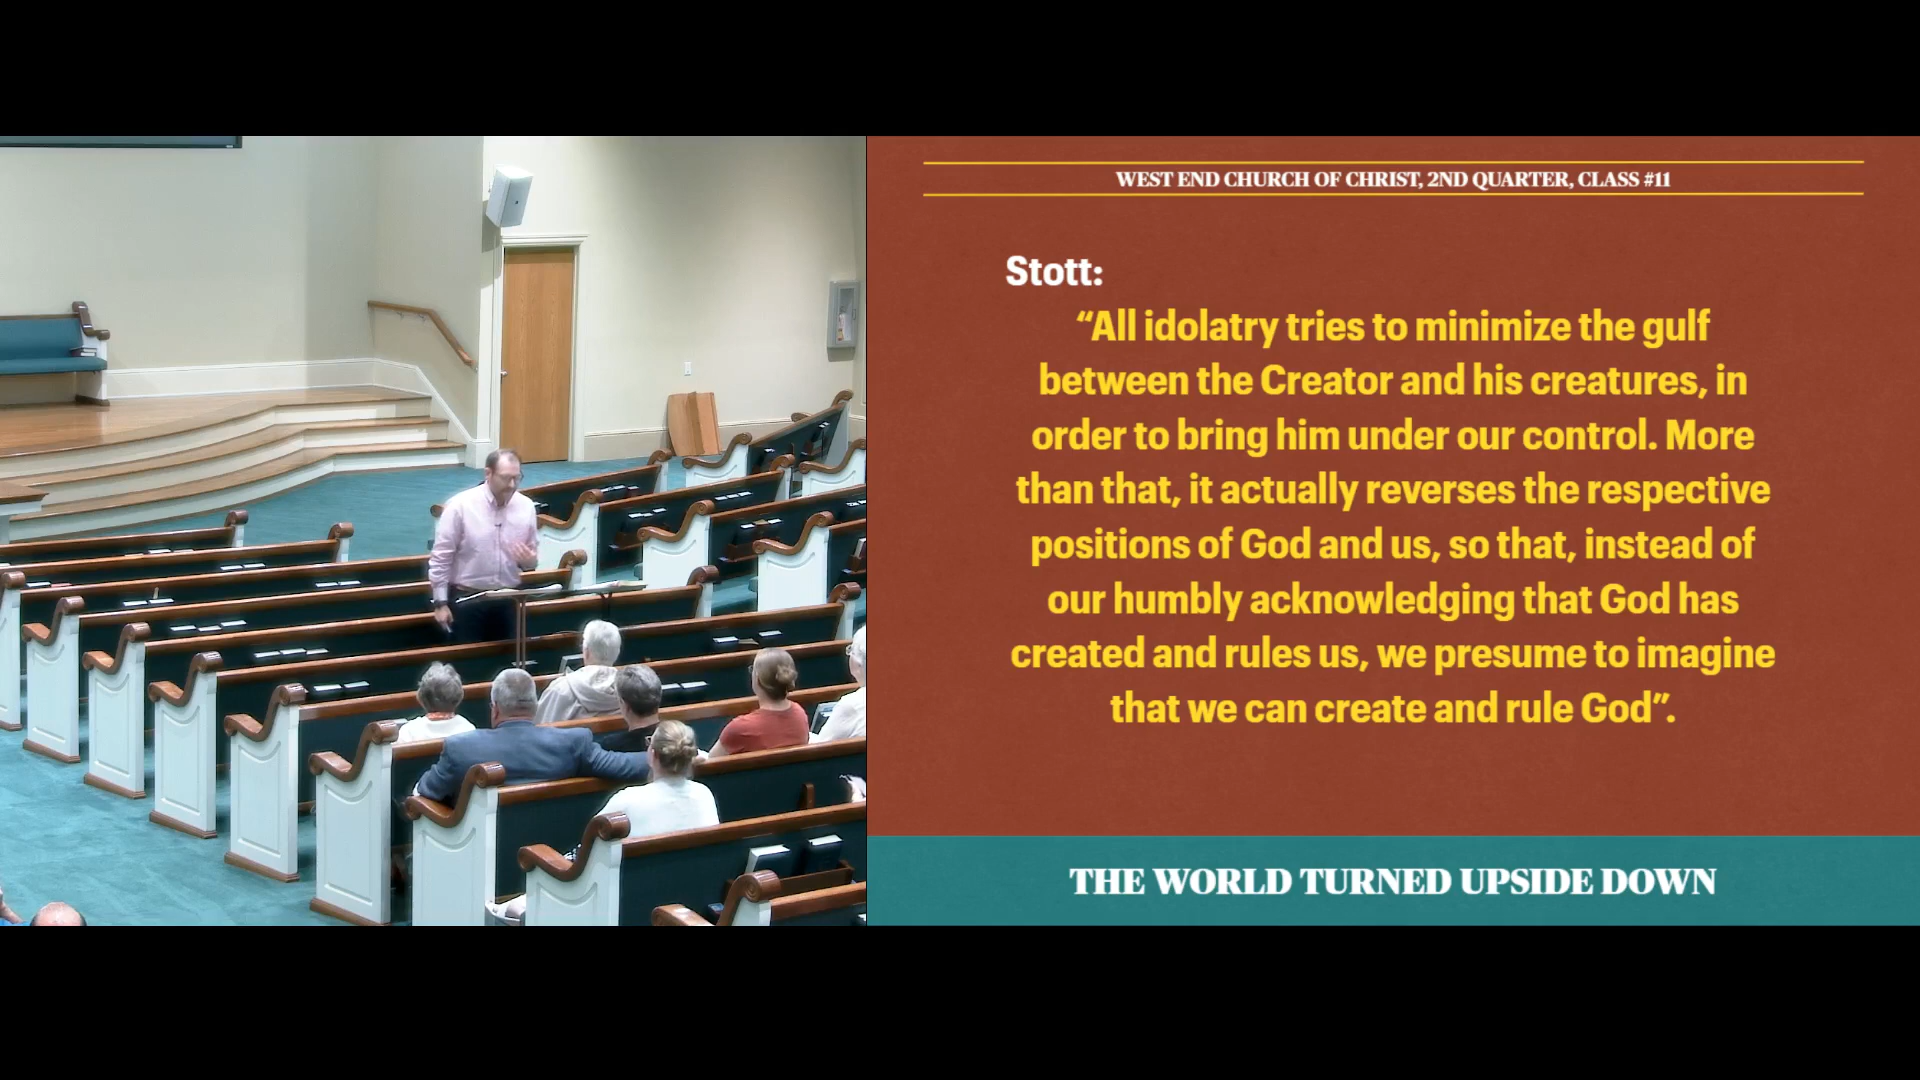 WEST END CHURCH OF CHRIST, 2ND QUARTER, CLASS #11
Stott:
“All idolatry tries to minimize the gulf
between the Creator and his creatures, in
order to bring him under our control. More
than that, it actually reverses the respective
positions of God and us, so that, instead of
our humbly acknowledging that God has
created and rules us, we presume to imagine
that we can create and rule God”.
THE WORLD TURNED UPSIDE DOWN